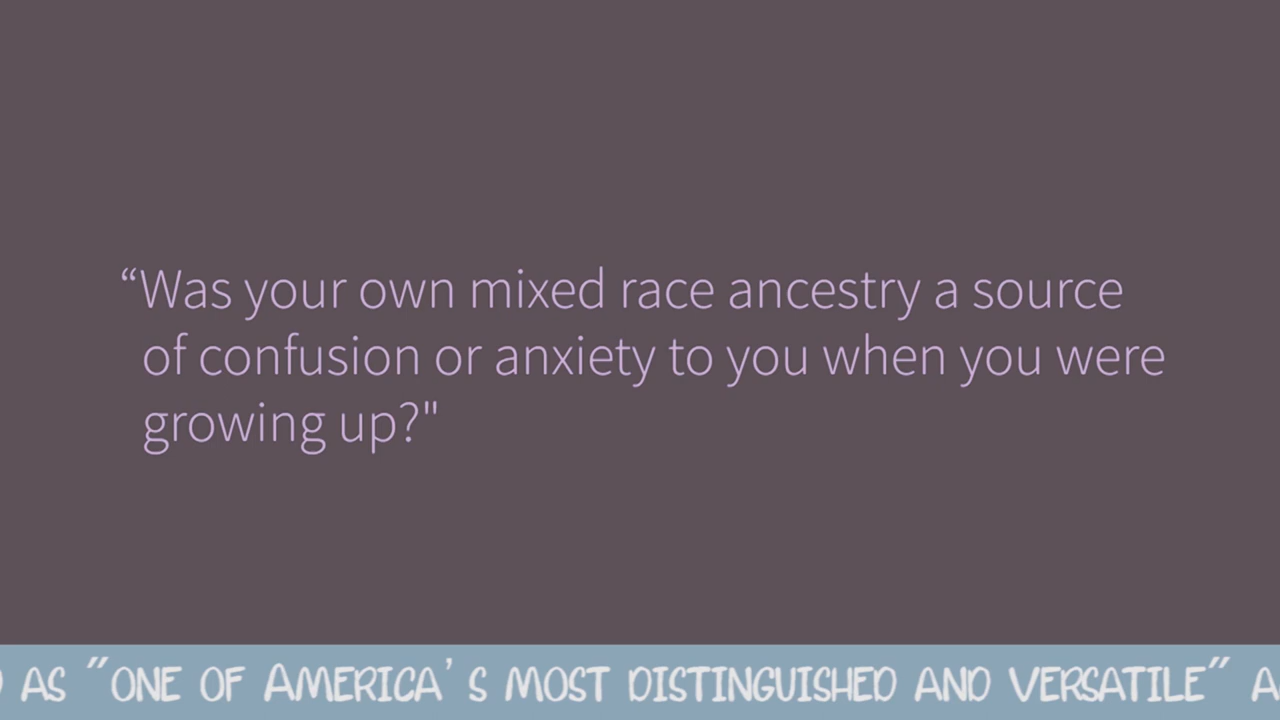 “Was your own mixed race ancestry a source
of confusion or anxiety to you when you were
growing up?"
AS "ONE OF AMERICA'S MOST DISTINGUISHED AND VERSATILE"